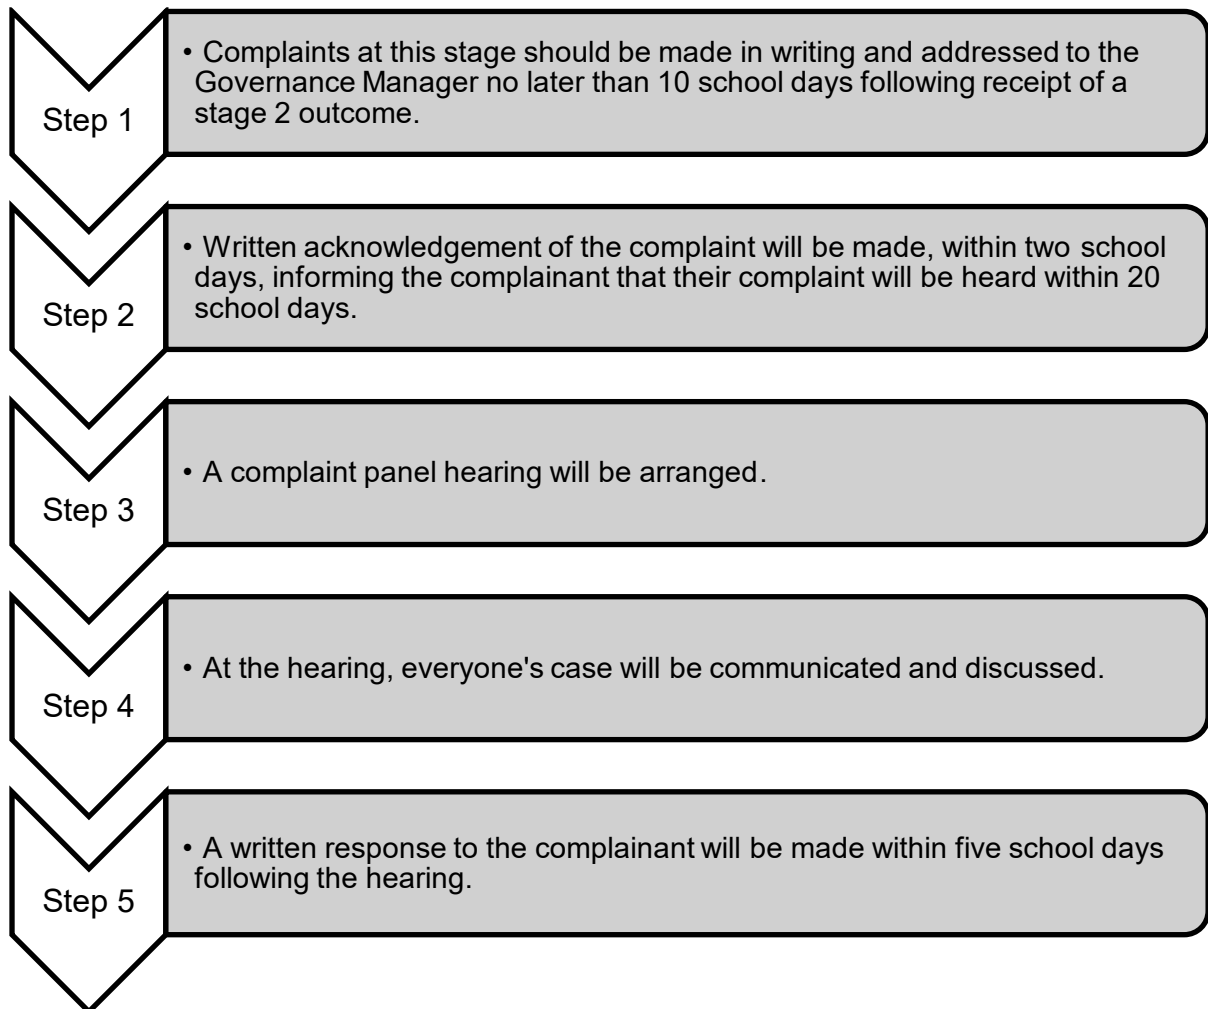 Step 1
• Complaints at this stage should be made in writing and addressed to the
Governance Manager no later than 10 school days following receipt of a
stage 2 outcome.
Step 2
• Written acknowledgement of the complaint will be made, within two school
days, informing the complainant that their complaint will be heard within 20
school days.
Step 3
• A complaint panel hearing will be arranged.
Step 4
• At the hearing, everyone's case will be communicated and discussed.
Step 5
• A written response to the complainant will be made within five school days
following the hearing.